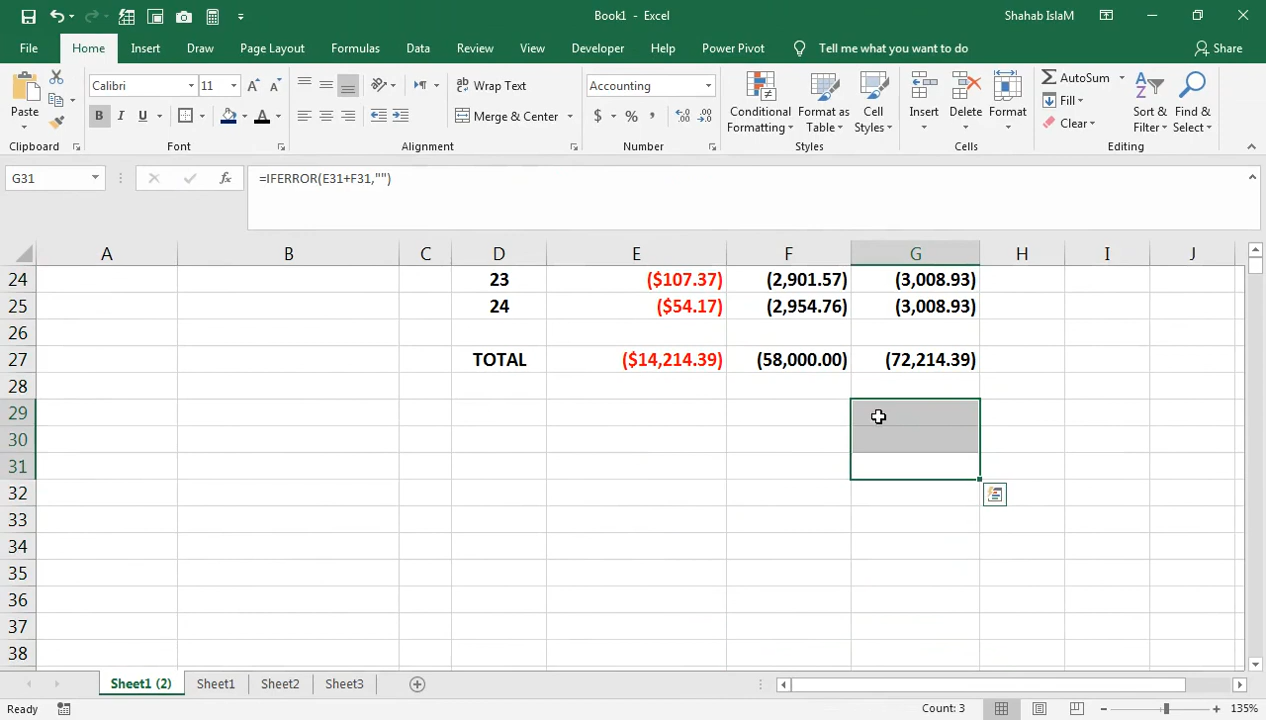 Book1 - Excel
Shahab IslaM
File Home Insert Draw Page Layout Formulas Data Review View Developer Help Power Pivot Tell me what you want to do Share
Paste
Clipboard
Calibri 11
B I U
Font
Wrap Text
Merge & Center
Alignment
Accounting
$ % ,
Number
Conditional Formatting
Format as Table
Cell Styles
Styles
Insert Delete Format
Cells
AutoSum
Fill
Clear
Sort & Filter
Find & Select
Editing
G31 fx =IFERROR(E31+F31,"")
A B C D E F G H I J
24 23 ($107.37) (2,901.57) (3,008.93)
25 24 ($54.17) (2,954.76) (3,008.93)
26
27 TOTAL ($14,214.39) (58,000.00) (72,214.39)
28
29
30
31
32
33
34
35
36
37
38
Sheet1 (2) Sheet1 Sheet2 Sheet3
Ready Count: 3 135%